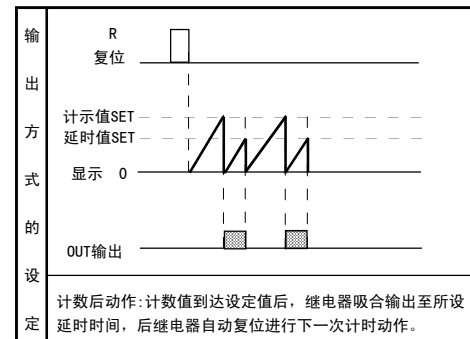 输出方式的设定
R
复位
计示值SET
延时值SET
显示 0
OUT输出
计数后动作:计数值到达设定值后，继电器吸合输出至所设
延时时间，后继电器自动复位进行下一次计时动作。